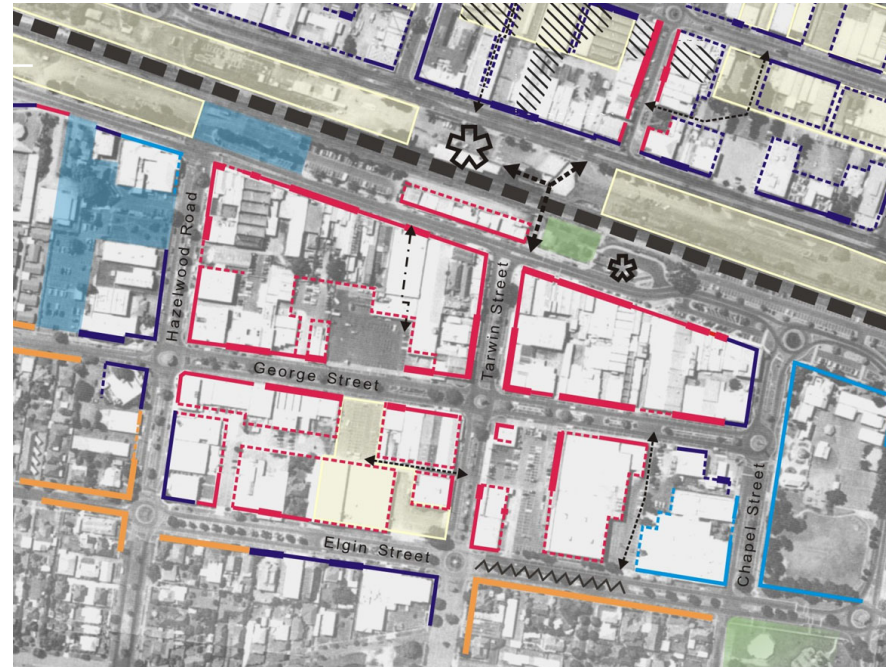 Hazelwood Road
Tarwin Street
George Street
Elgin Street
Chapel Street